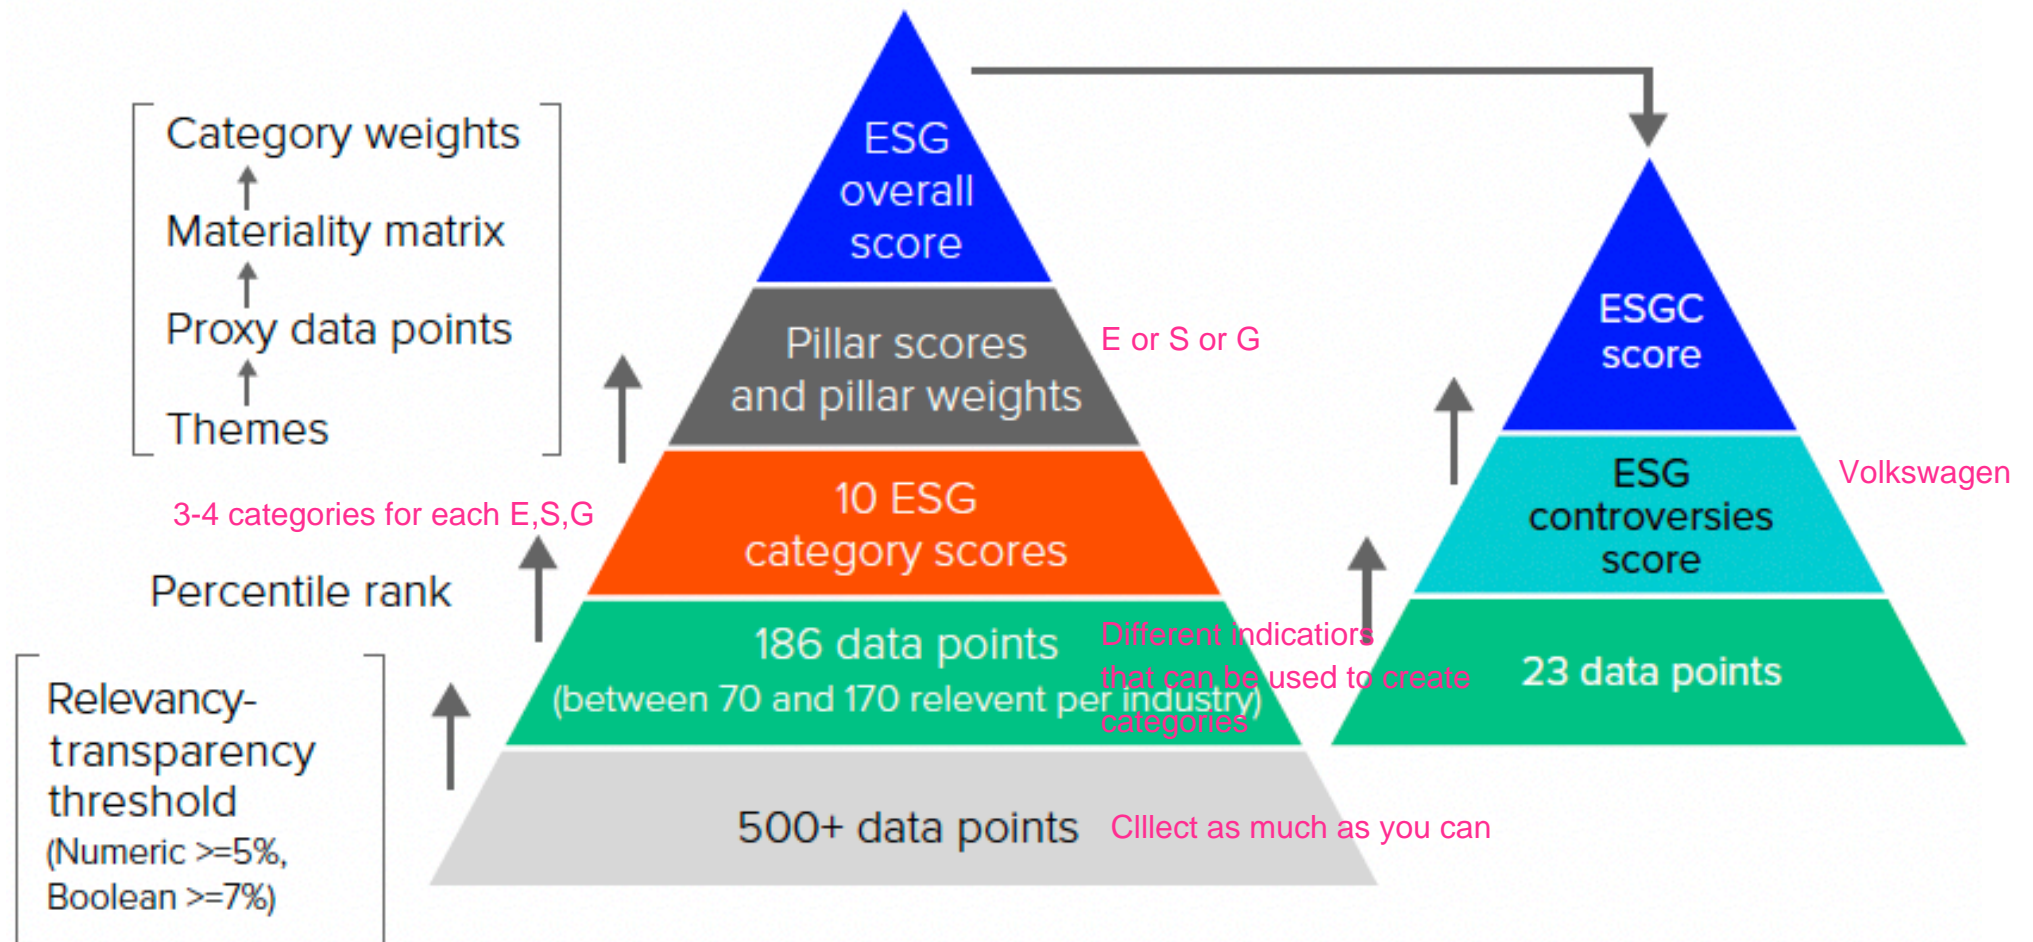 Category weights
Materiality matrix
Proxy data points
Themes
3-4 categories for each E,S,G
Percentile rank
Relevancy-
transparency
threshold
(Numeric >=5%,
Boolean >=7%)
ESG
overall
score
Pillar scores
and pillar weights
E or S or G
10 ESG
category scores
186 data points
(between 70 and 170 relevent per industry)
Different indicatiors
that can be used to create
categories
500+ data points
Clllect as much as you can
ESGC
score
ESG
controversies
score
Volkswagen
23 data points